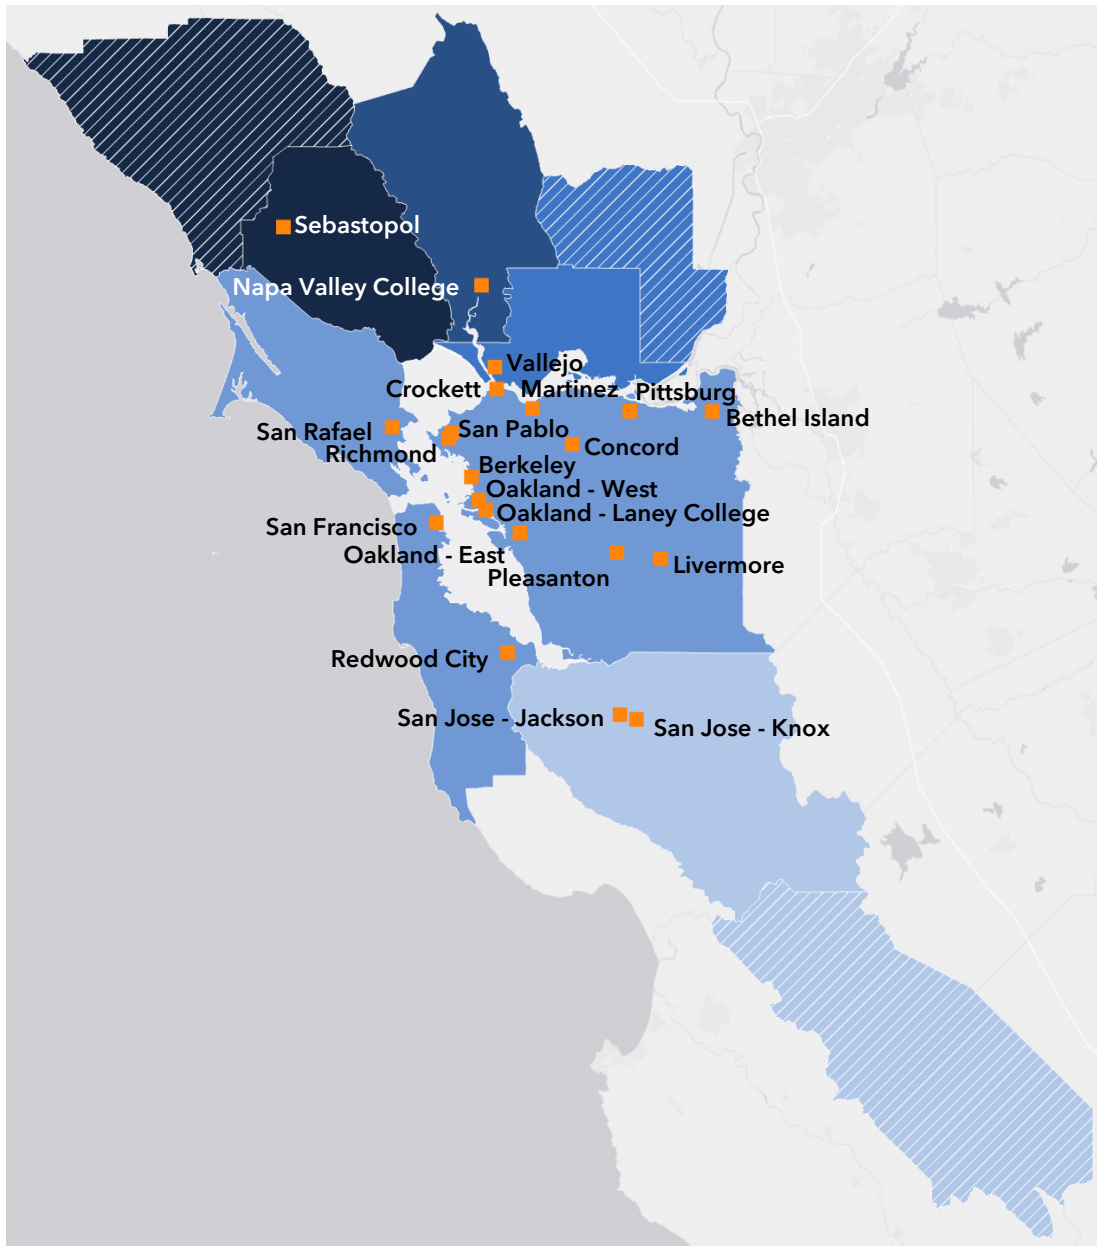 Sebastopol
Napa Valley College
Vallejo
Crockett
Martinez
Pittsburg
Bethel Island
San Rafael
San Pablo
Richmond
Concord
Berkeley
Oakland - West
Oakland - Laney College
San Francisco
Oakland - East
Livermore
Pleasanton
Redwood City
San Jose - Jackson
San Jose - Knox